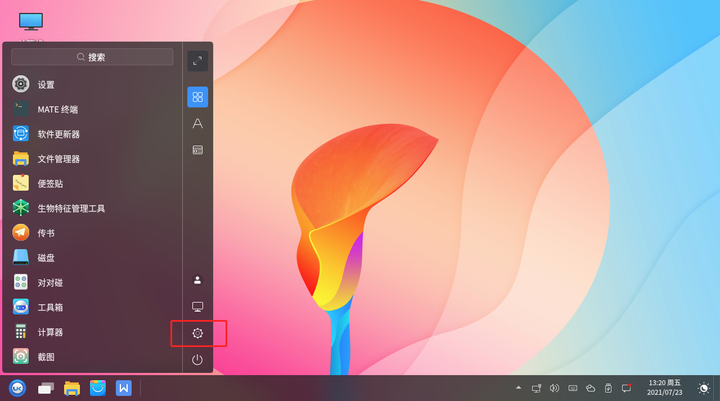 搜索
设置
MATE 终端
软件更新器
文件管理器
便签贴
生物特征管理工具
传书
磁盘
对对碰
工具箱
计算器
截图
13:20 周五
2021/07/23